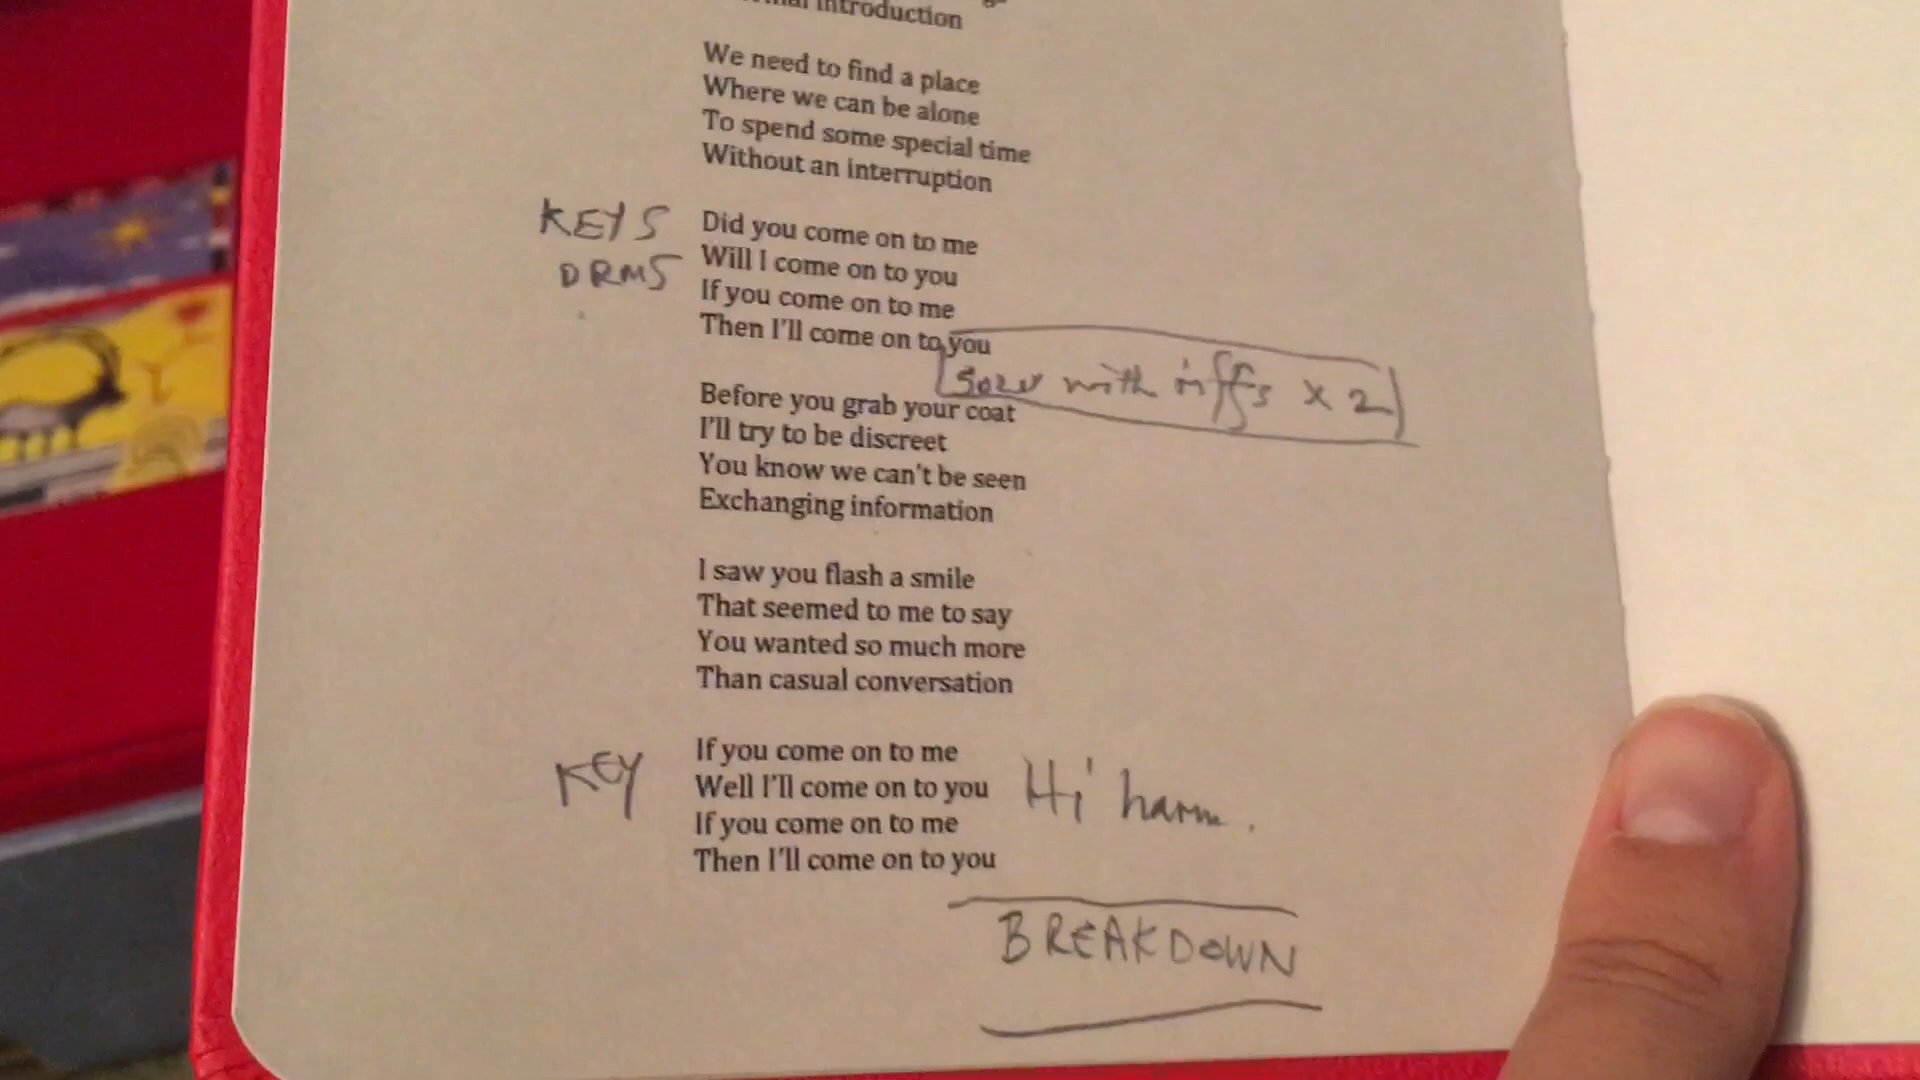 introduction
We need to find a place
Where we can be alone
To spend some special time
Without an interruption
KEYS
DRMS
Did you come on to me
Will I come on to you
If you come on to me
Then I'll come on to you
with riffs x 2
Before you grab your coat
I'll try to be discreet
You know we can't be seen
Exchanging information
I saw you flash a smile
That seemed to me to say
You wanted so much more
Than casual conversation
KEY
If you come on to me
Well I'll come on to you
If you come on to me
Then I'll come on to you
Hi harm.
BREAKDOWN